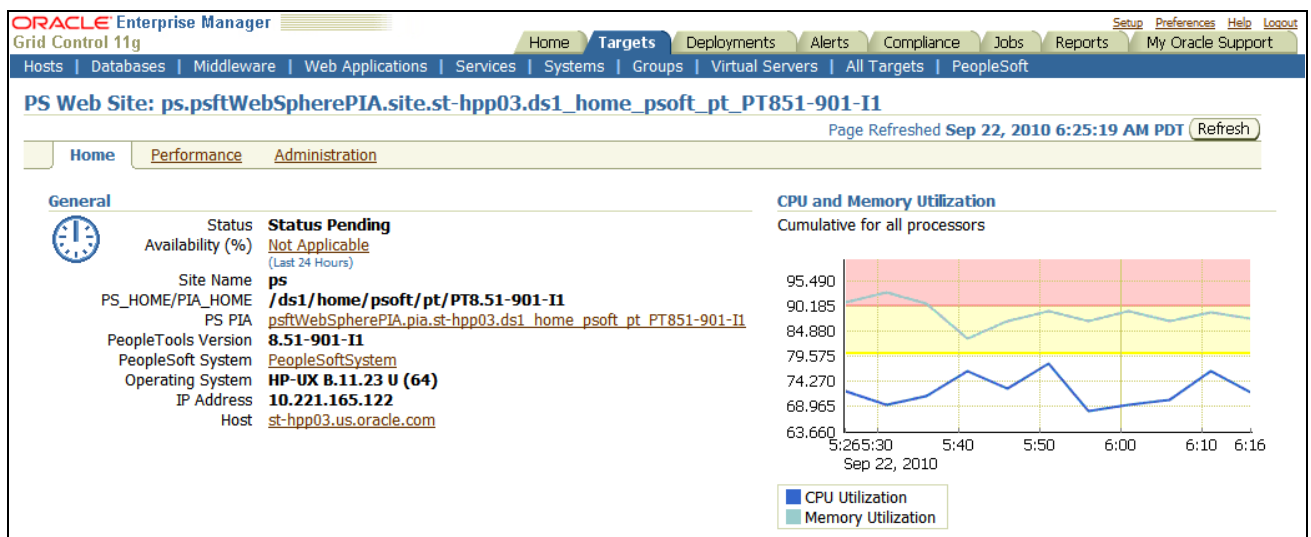 ORACLE Enterprise Manager
Setup Preferences Help Logout
Grid Control 11g
Home Targets Deployments Alerts Compliance Jobs Reports My Oracle Support
Hosts | Databases | Middleware | Web Applications | Services | Systems | Groups | Virtual Servers | All Targets | PeopleSoft
PS Web Site: ps.psftWebSpherePIA.site.st-hpp03.ds1_home_psoft_pt_PT851-901-I1
Page Refreshed Sep 22, 2010 6:25:19 AM PDT Refresh
Home Performance Administration
General
Status Status Pending
Availability (%) Not Applicable
(Last 24 Hours)
Site Name ps
PS_HOME/PIA_HOME /ds1/home/psoft/pt/PT8.51-901-I1
PS PIA psftWebSpherePIA.pia.st-hpp03.ds1_home_psoft_pt_PT851-901-I1
PeopleTools Version 8.51-901-I1
PeopleSoft System PeopleSoftSystem
Operating System HP-UX B.11.23 U (64)
IP Address 10.221.165.122
Host st-hpp03.us.oracle.com
CPU and Memory Utilization
Cumulative for all processors
95.490
90.185
84.880
79.575
74.270
68.965
63.660
5:26 5:30 5:40 5:50 6:00 6:10 6:16
Sep 22, 2010
CPU Utilization
Memory Utilization